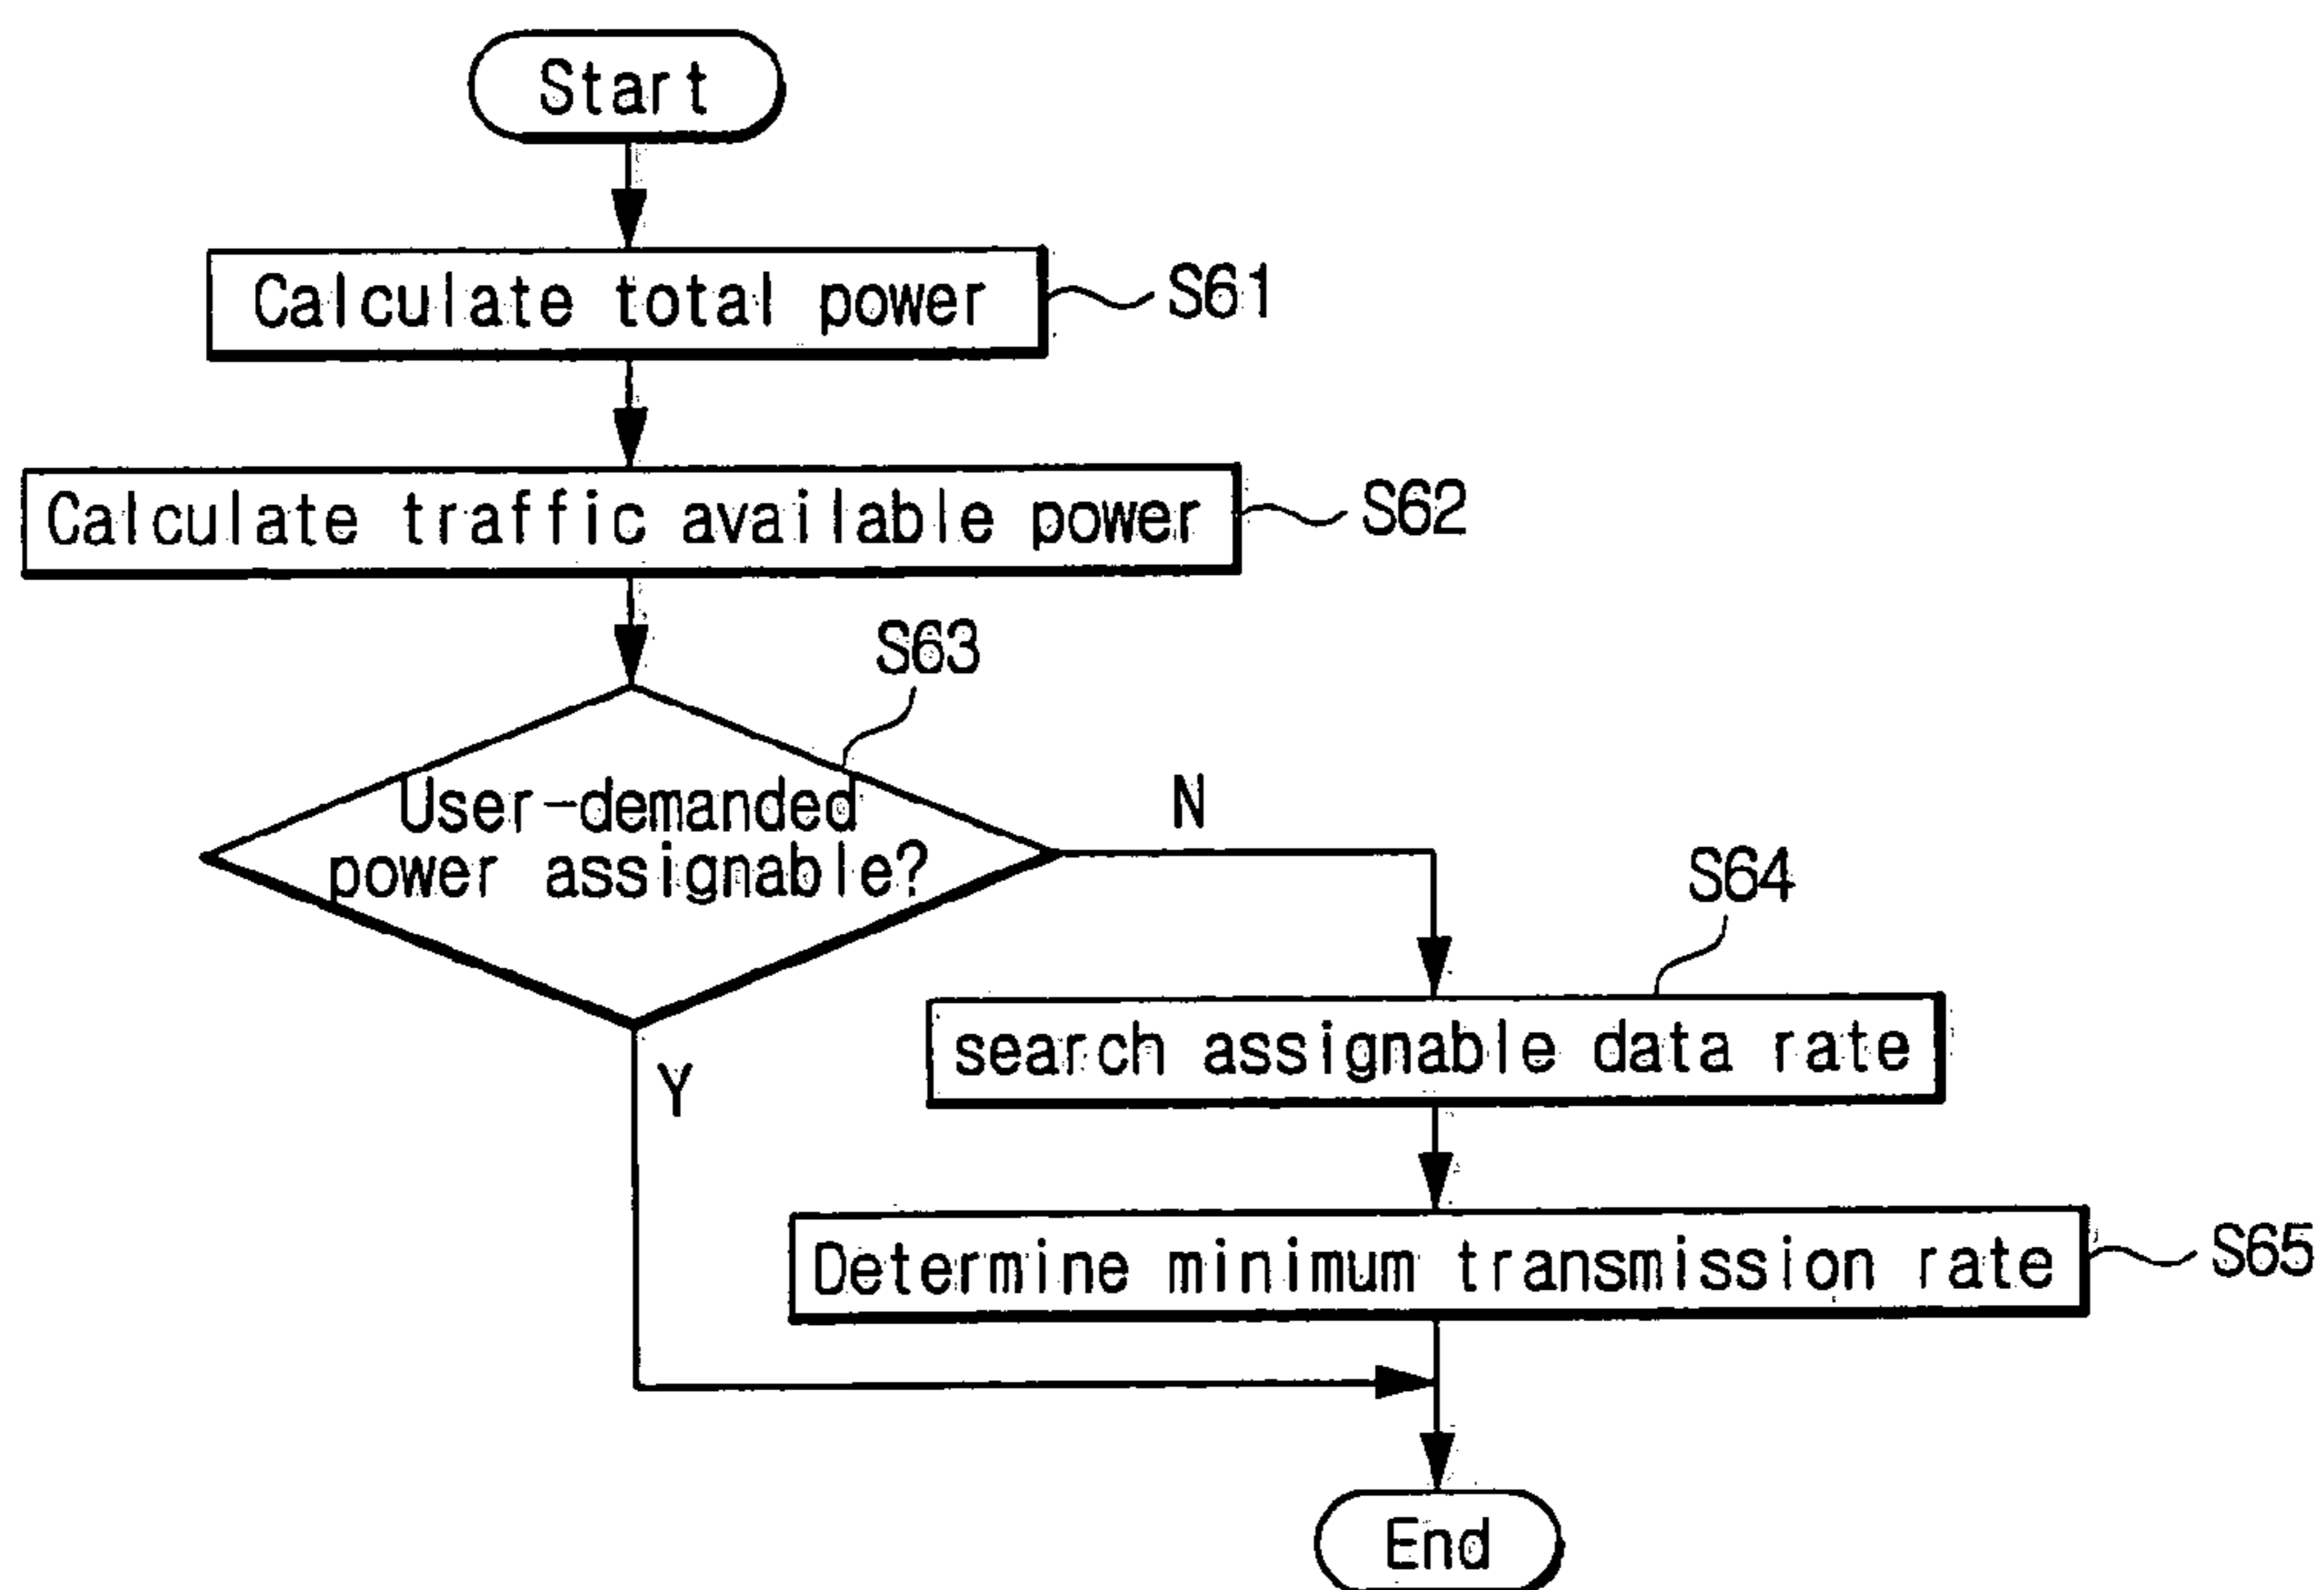 Start
Calculate total power
S61
Calculate traffic available power
S62
S63
User-demanded
power assignable?
N
S64
search assignable data rate
Y
Determine minimum transmission rate
S65
End